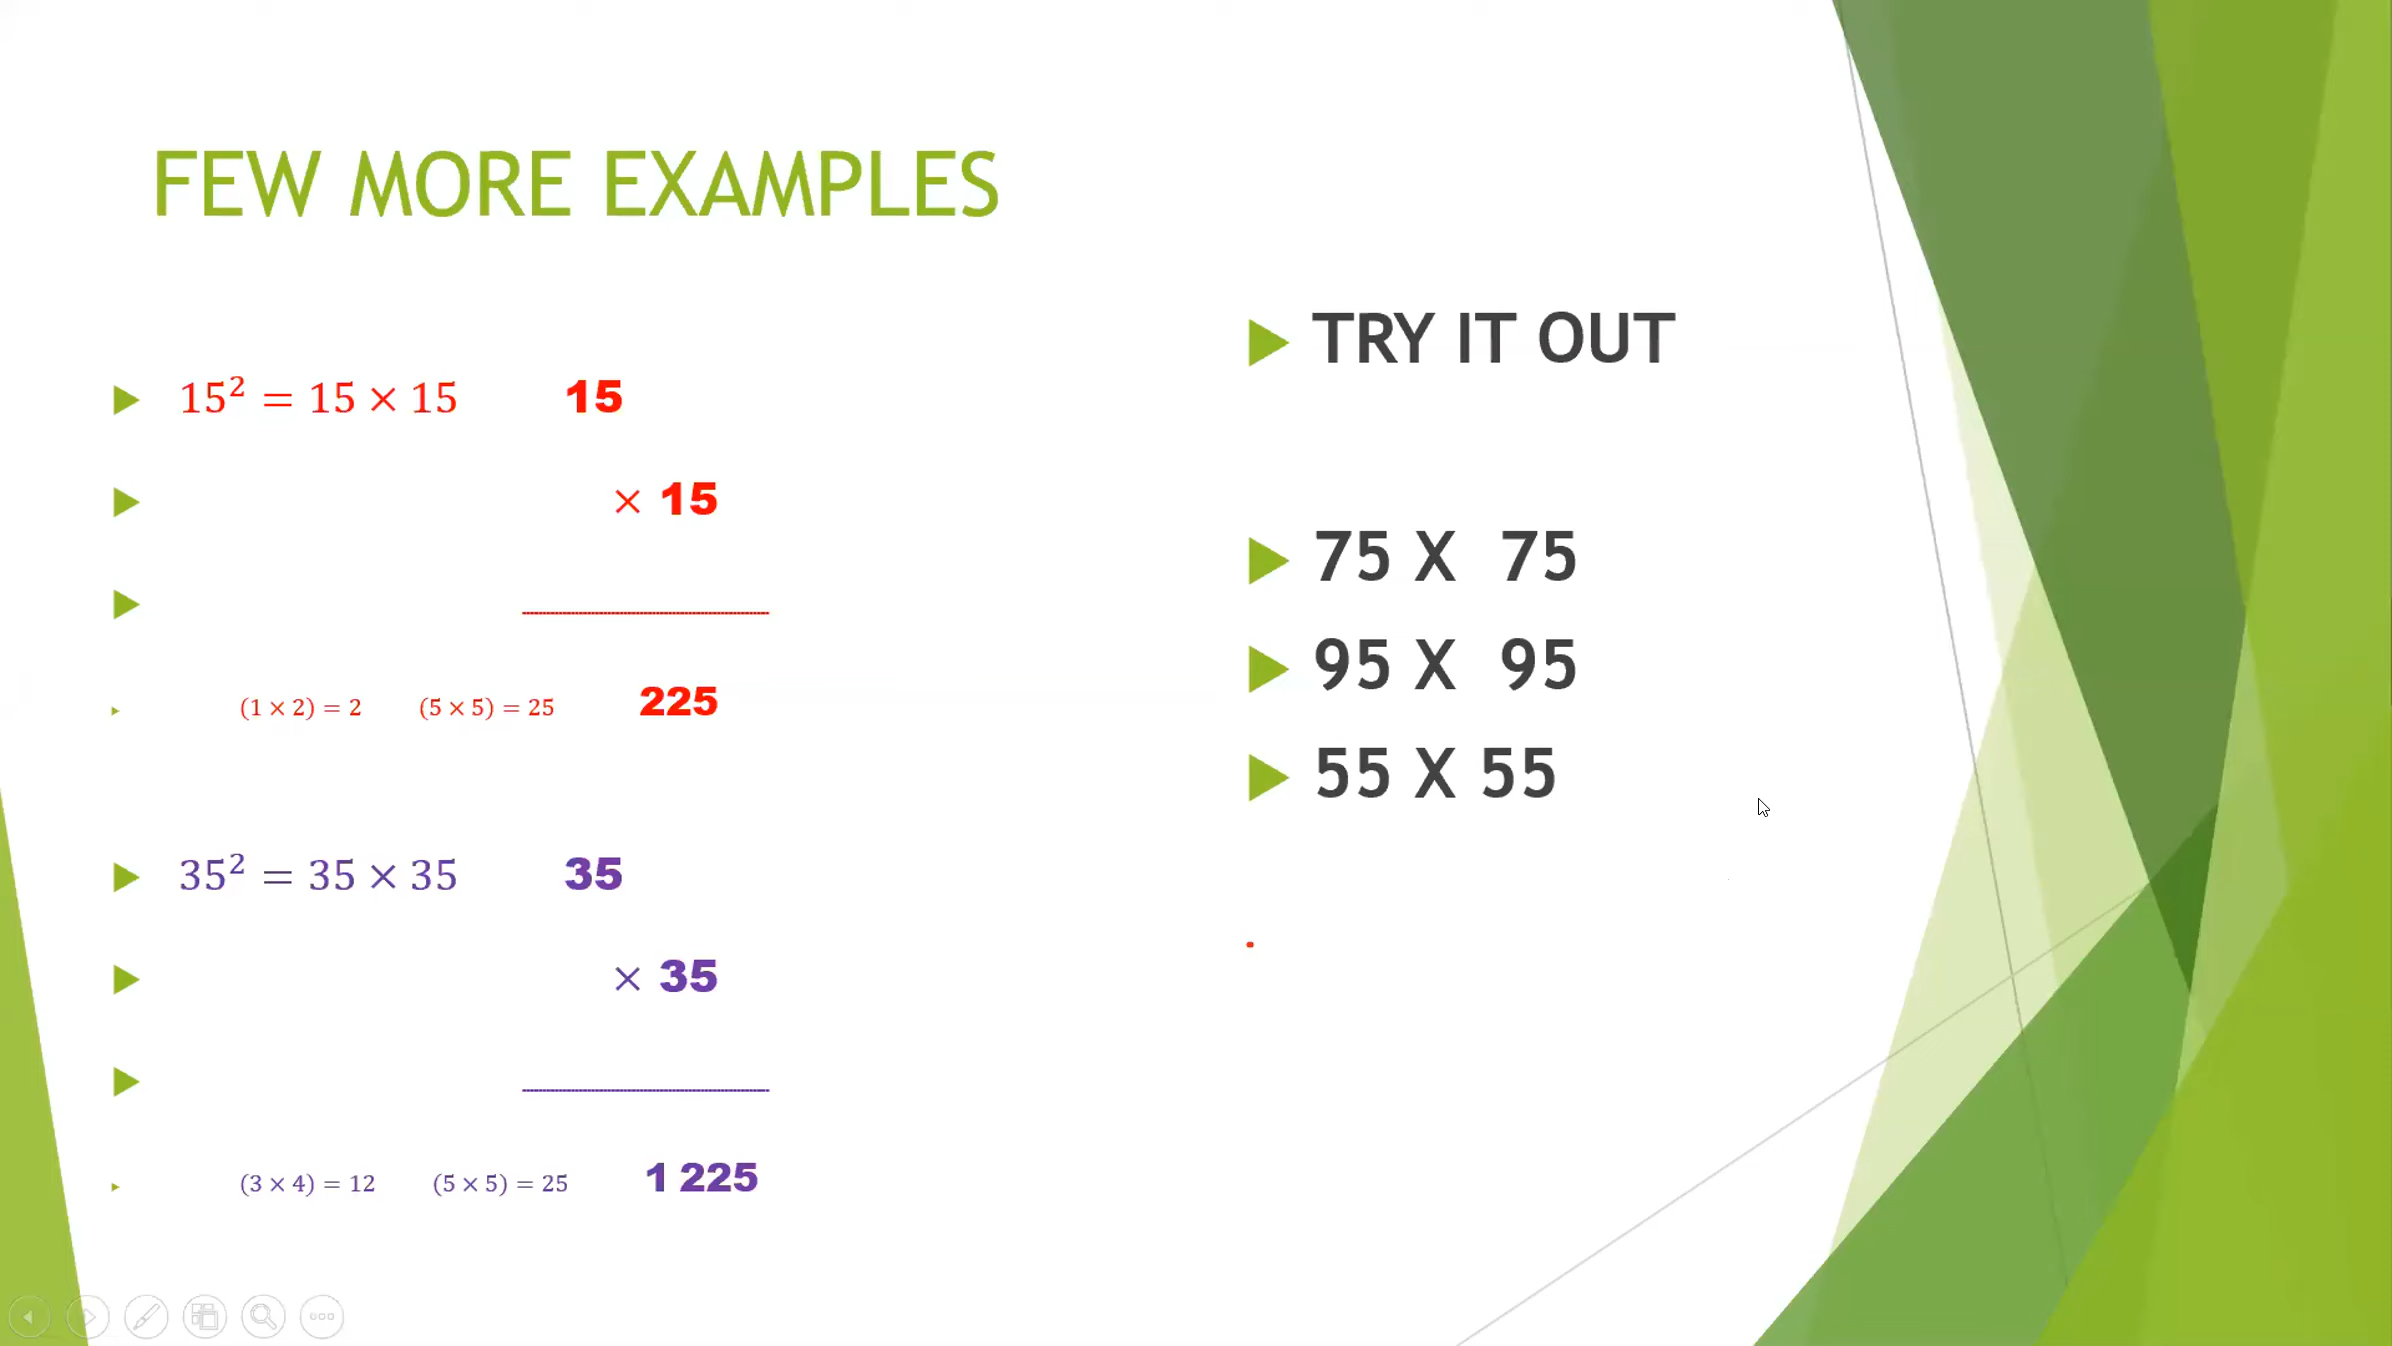 FEW MORE EXAMPLES
15² = 15 × 15 15
× 15
(1 × 2) = 2 (5 × 5) = 25 225
35² = 35 × 35 35
× 35
(3 × 4) = 12 (5 × 5) = 25 1 225
TRY IT OUT
75 X 75
95 X 95
55 X 55